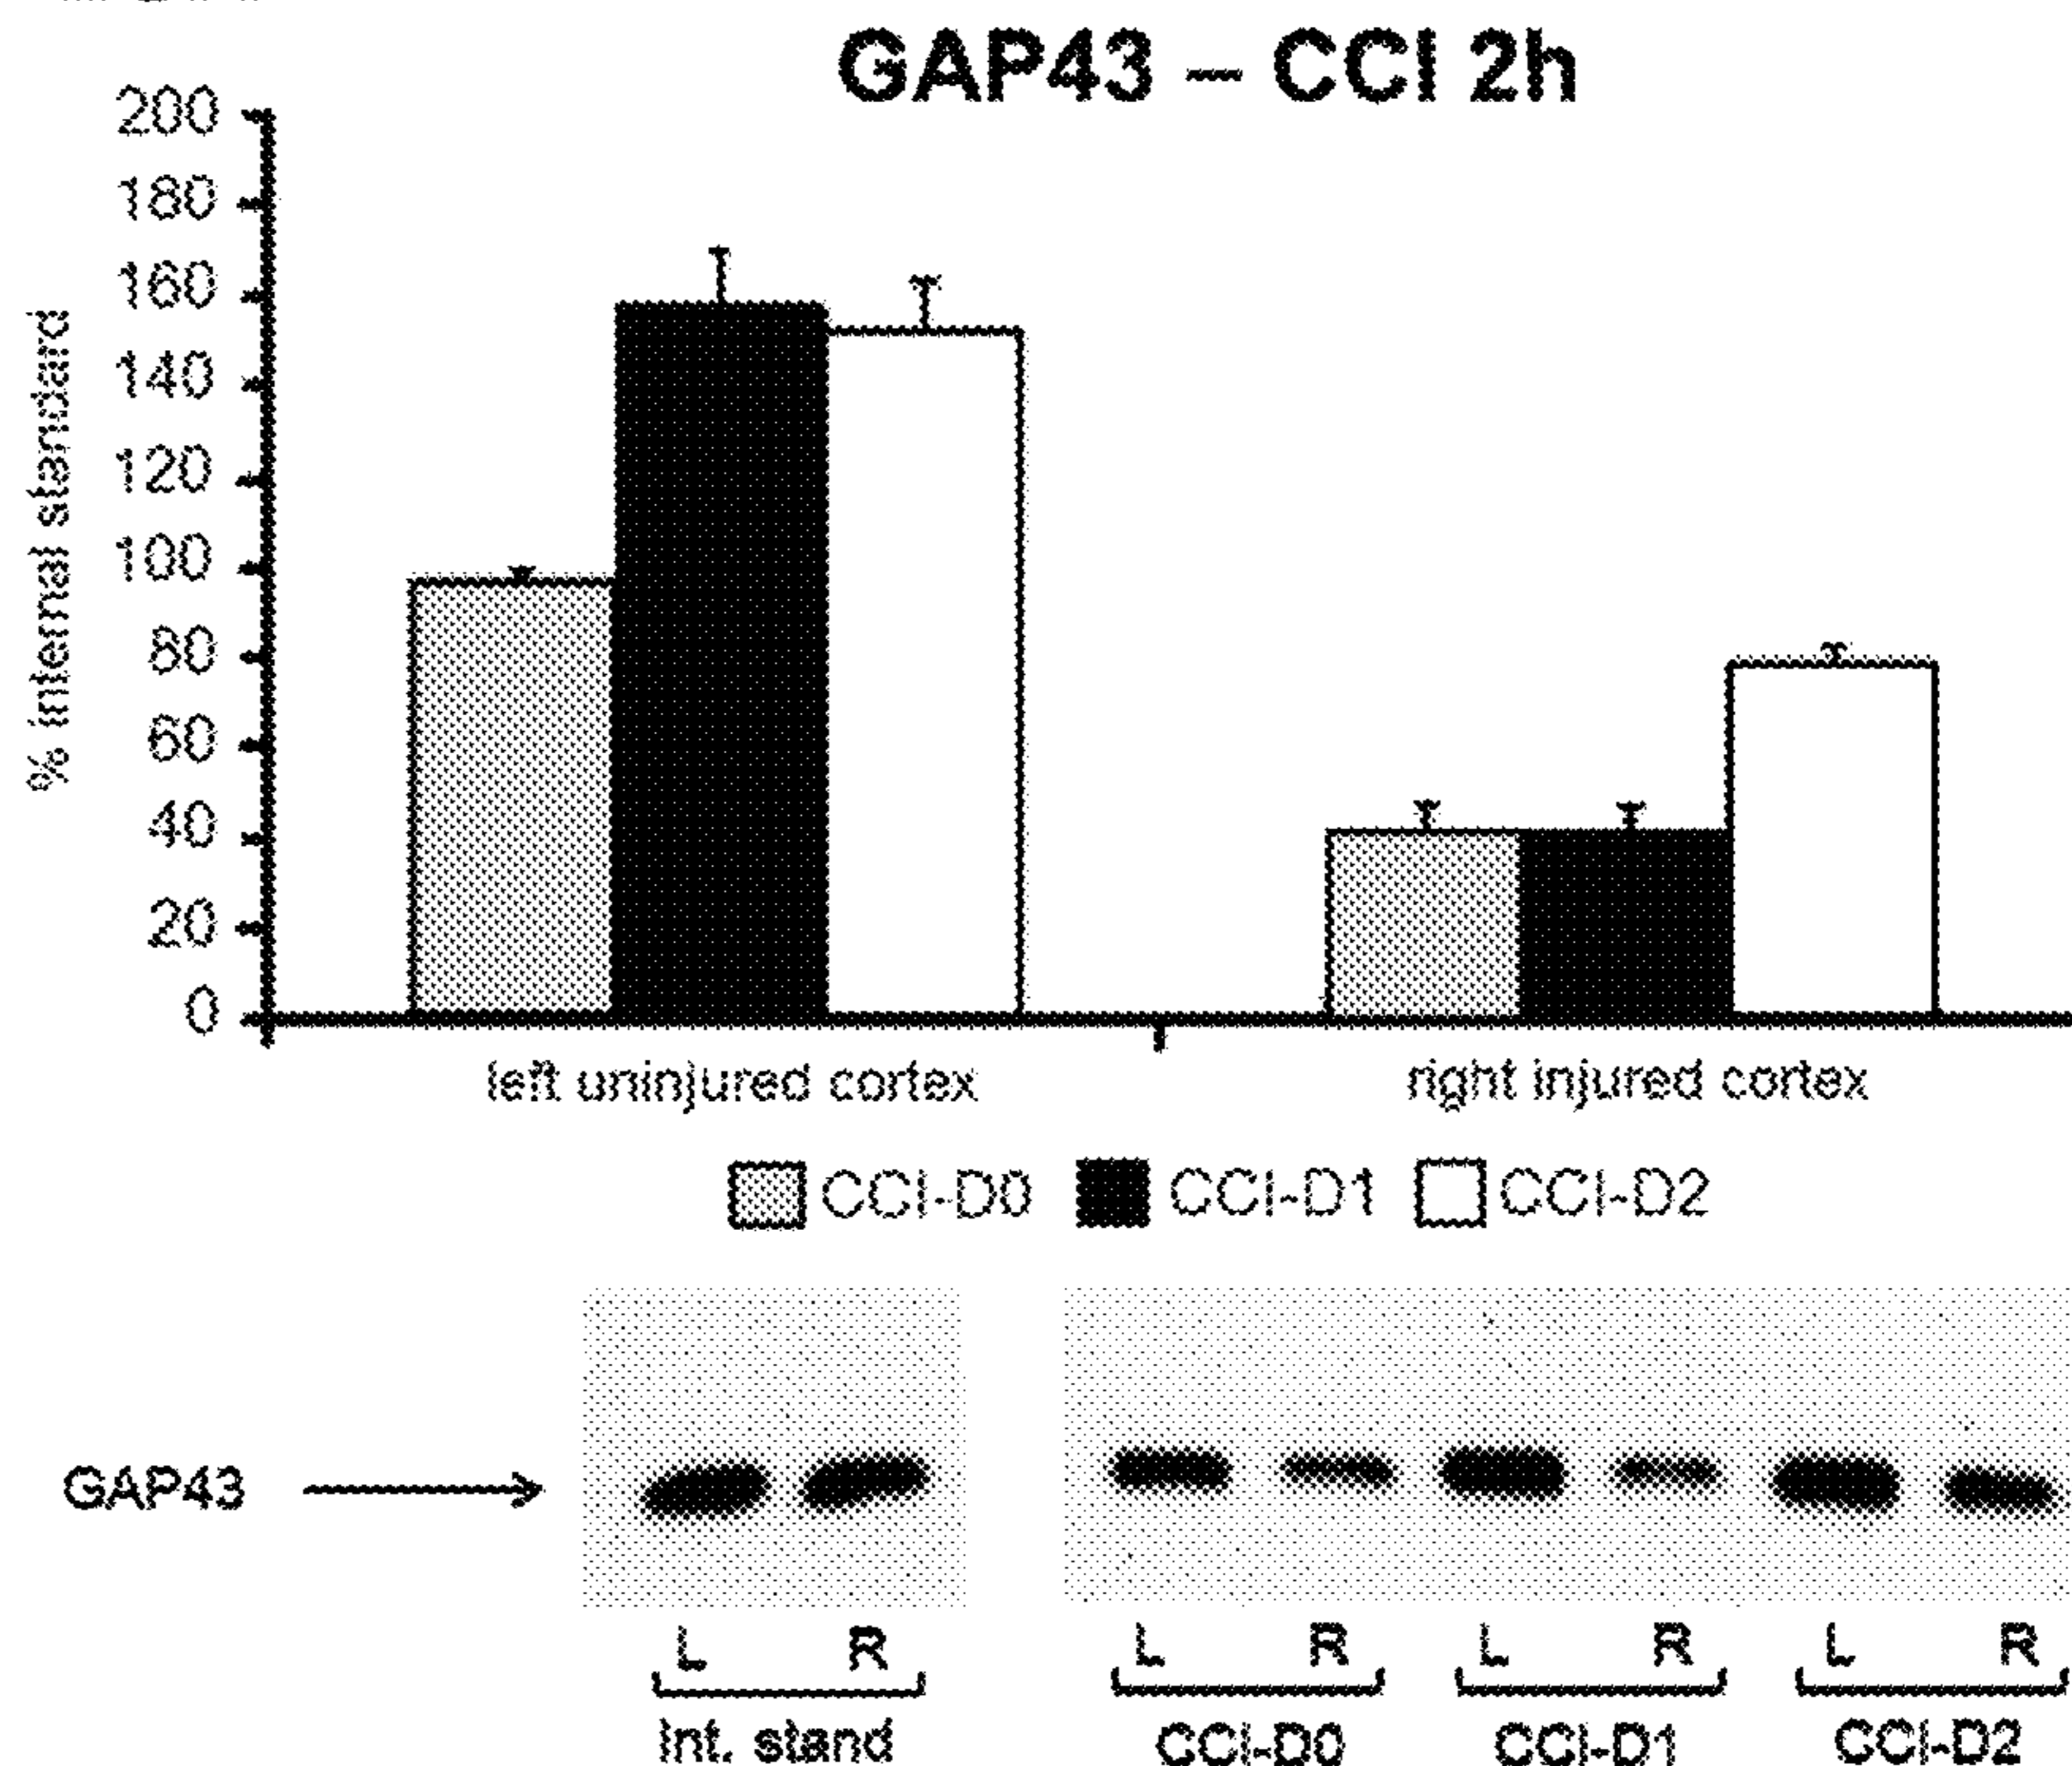 GAP43 – CCI 2h
% internal standard
200
180
160
140
120
100
80
60
40
20
0
left uninjured cortex
right injured cortex
CCI-D0 CCI-D1 CCI-D2
GAP43
L R L R L R L R
Int. stand CCI-D0 CCI-D1 CCI-D2